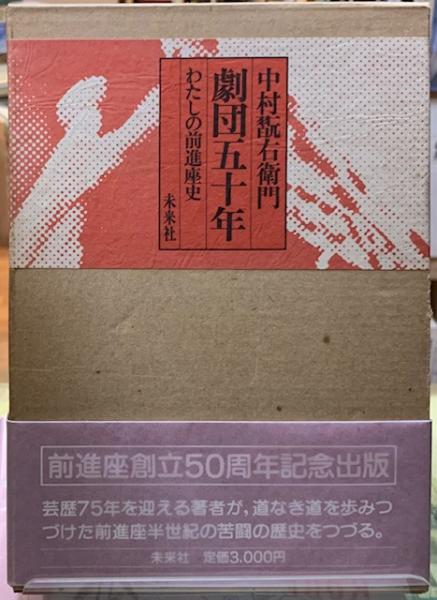 中村翫右衛門
劇団五十年
わたしの前進座史
未来社
前進座創立50周年記念出版
芸歴75年を迎える著者が，道なき道を歩みつ
づけた前進座半世紀の苦闘の歴史をつづる。
未来社 定価3,000円